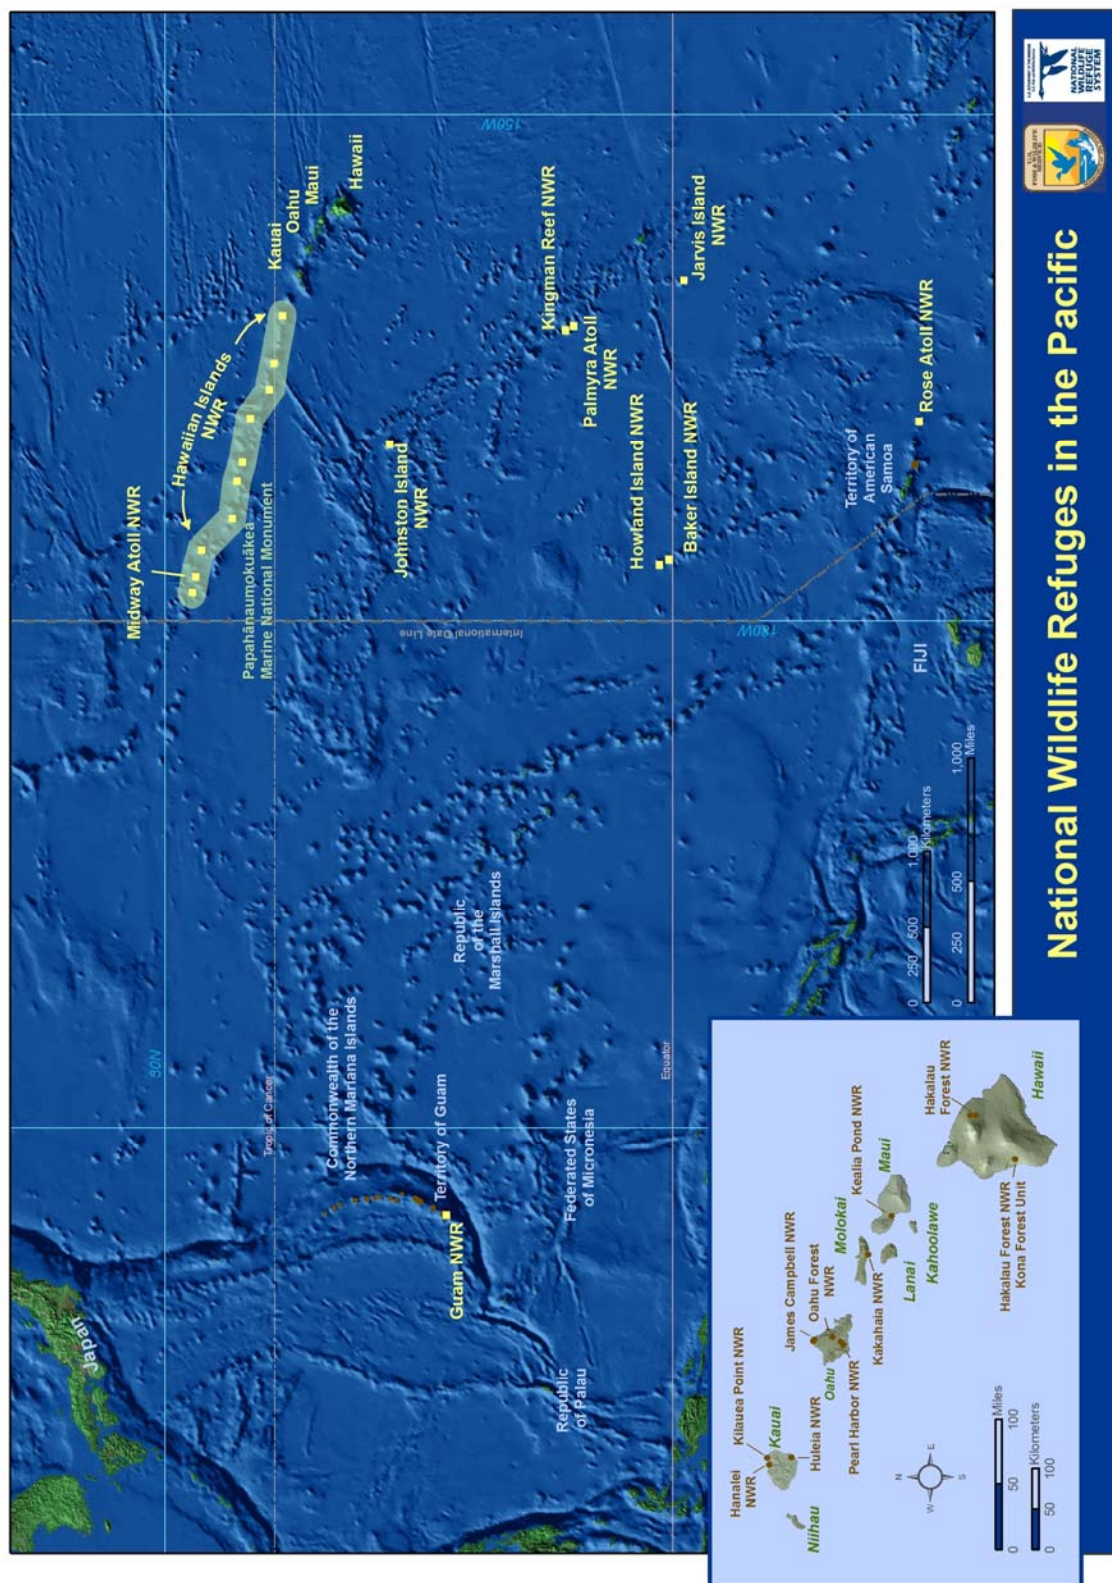 30N
150W
Midway Atoll NWR
Hawaiian Islands
NWR
Papahānaumokuākea
Marine National Monument
Kauai
Oahu
Maui
Hawaii
Japan
Tropic of Cancer
Commonwealth of the
Northern Mariana Islands
Johnston Island
NWR
International Date Line
Territory of Guam
Guam NWR
Republic
of the
Marshall Islands
Kingman Reef NWR
Palmyra Atoll
NWR
Federated States
of Micronesia
Republic
of Palau
Howland Island NWR
Baker Island NWR
Jarvis Island
NWR
Equator
180W
Territory of
American
Samoa
Rose Atoll NWR
FIJI
0 250 500 1,000
Kilometers
0 250 500 1,000
Miles
Hanalei
NWR
Kilauea Point NWR
Kauai
Niihau
Huleia NWR
James Campbell NWR
Oahu Forest
NWR
Oahu
Pearl Harbor NWR
Molokai
Kakahaia NWR
Kealia Pond NWR
Maui
Lanai
Kahoolawe
Hakalau
Forest NWR
Hawaii
Hakalau Forest NWR
Kona Forest Unit
N
W E
S
0 50 100
Miles
0 50 100
Kilometers
National Wildlife Refuges in the Pacific
U.S.
FISH & WILDLIFE
SERVICE
NATIONAL
WILDLIFE
REFUGE
SYSTEM